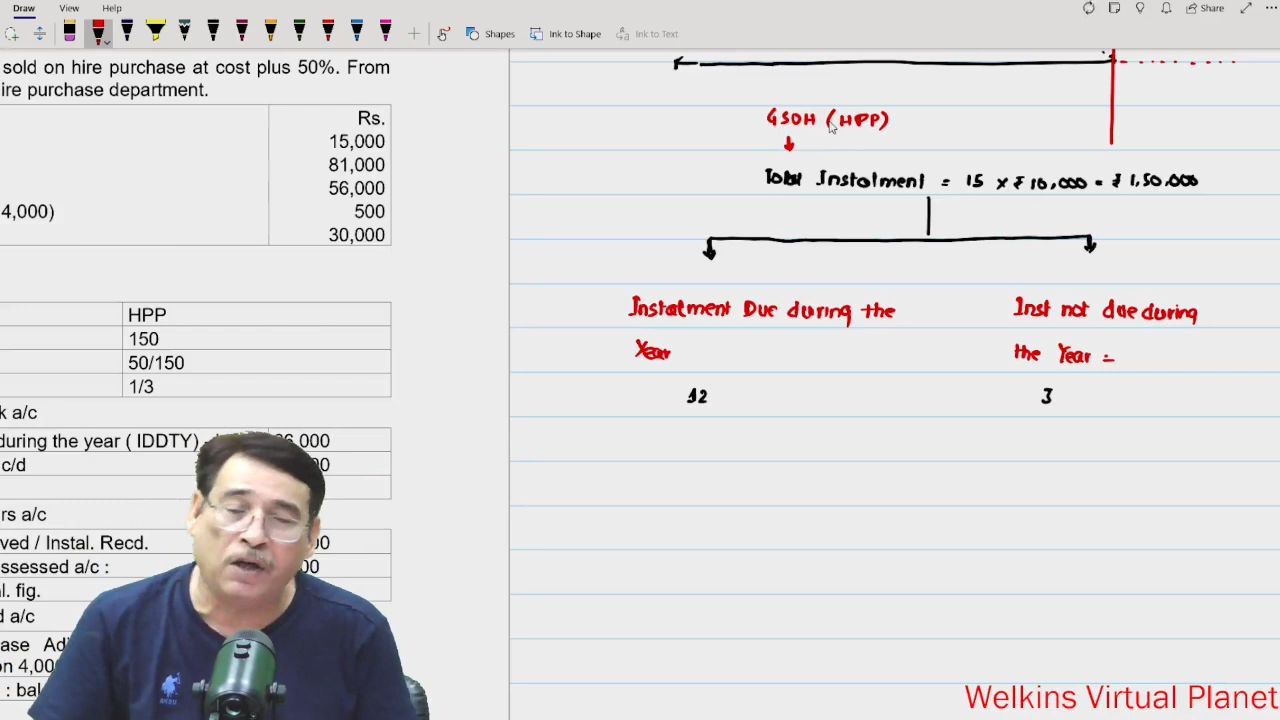 Draw View Help
Shapes Ink to Shape Ink to Text Share
sold on hire purchase at cost plus 50%. From
ire purchase department.
Rs.
15,000
81,000
56,000
4,000) 500
30,000
HPP
150
50/150
1/3
k a/c
during the year ( IDDTY)
c/d
rs a/c
ved / Instal. Recd.
ssessed a/c :
al. fig.
d a/c
ase
on 4,00
: bal
GSOH (HPP)
Total Instalment = 15 x ₹ 10,000 = ₹ 1,50,000
Instalment Due during the
Year
12
Inst not due during
the Year =
3
Welkins Virtual Planet